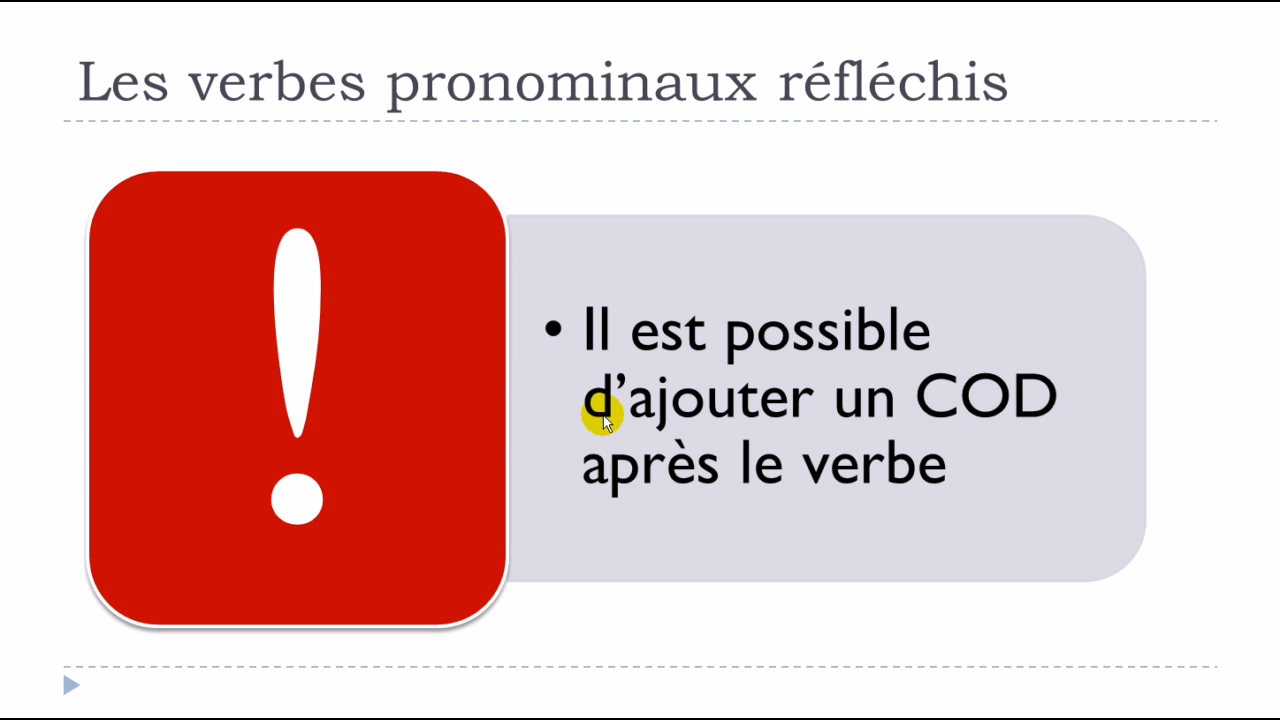 Les verbes pronominaux réfléchis
!
• Il est possible
d’ajouter un COD
après le verbe